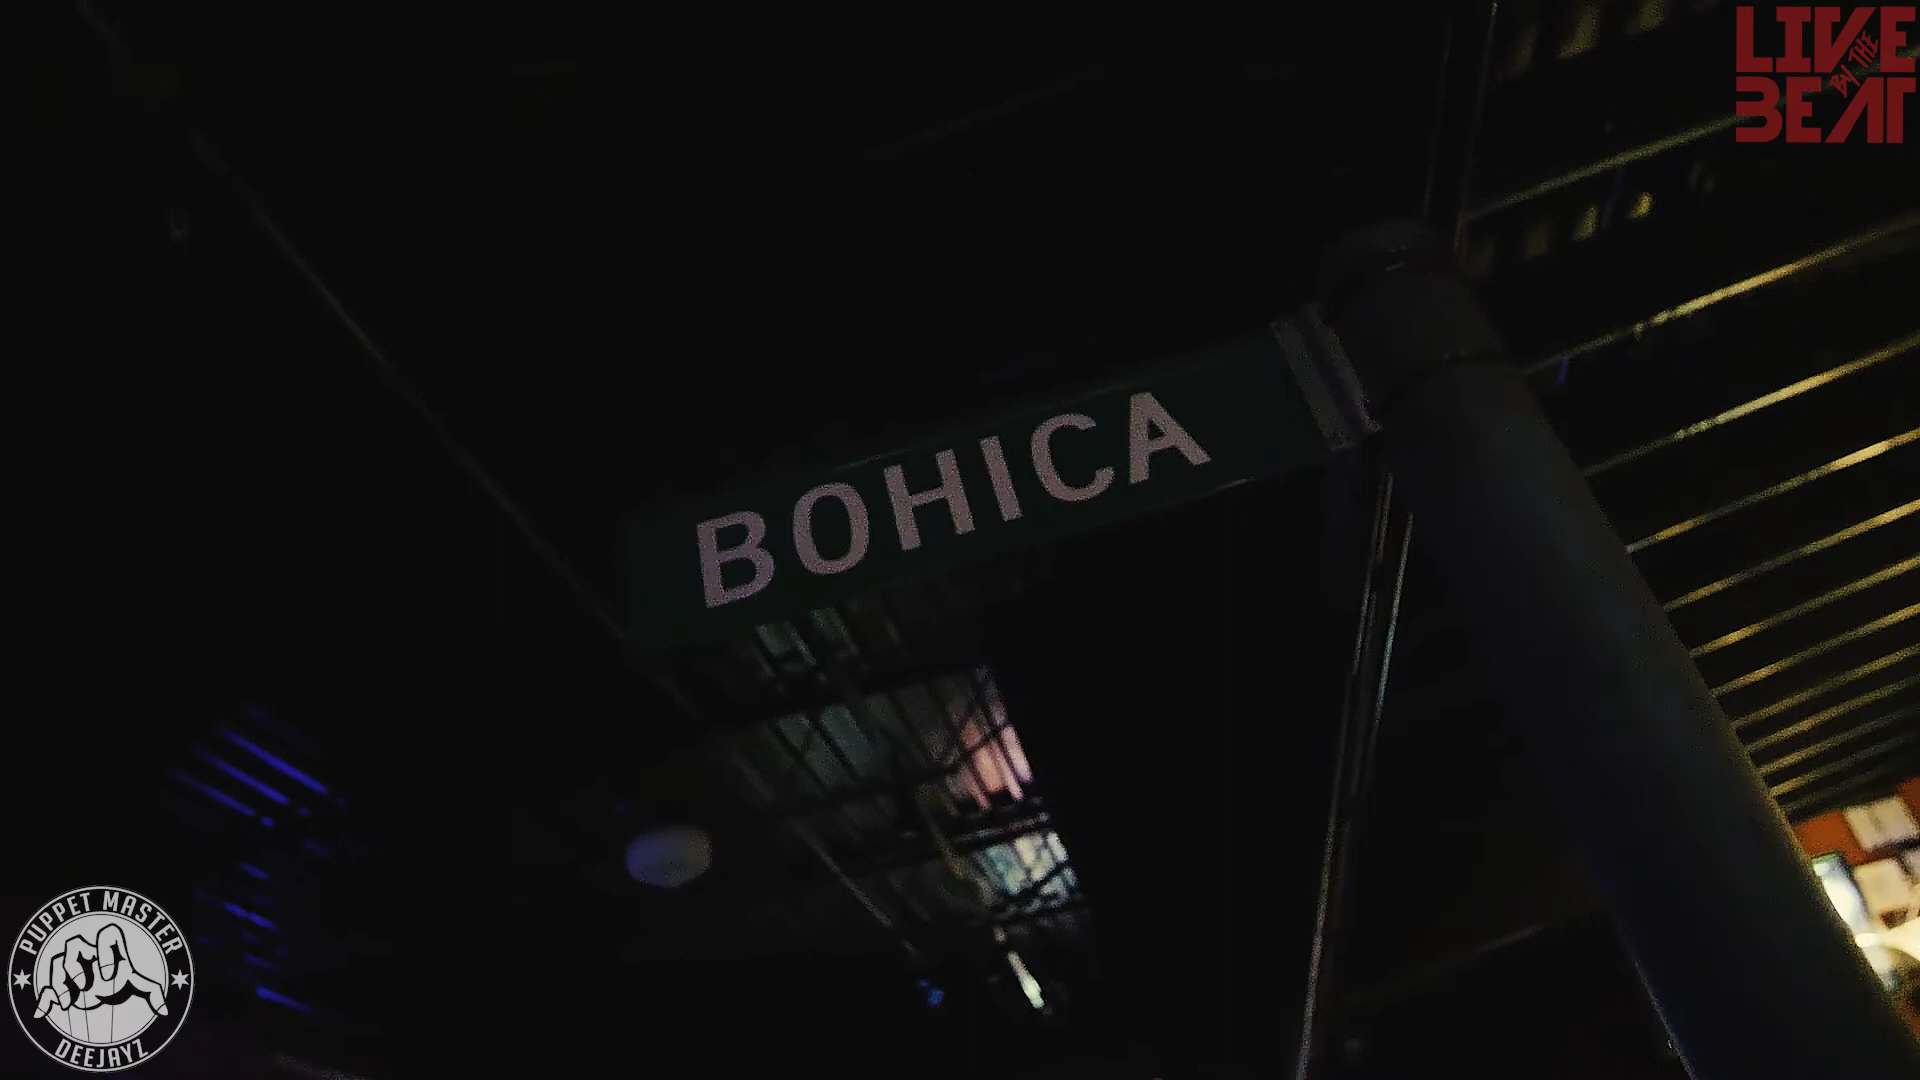 LIVE
BY THE
BEAT
BOHICA
PUPPET MASTER
DEEJAYZ